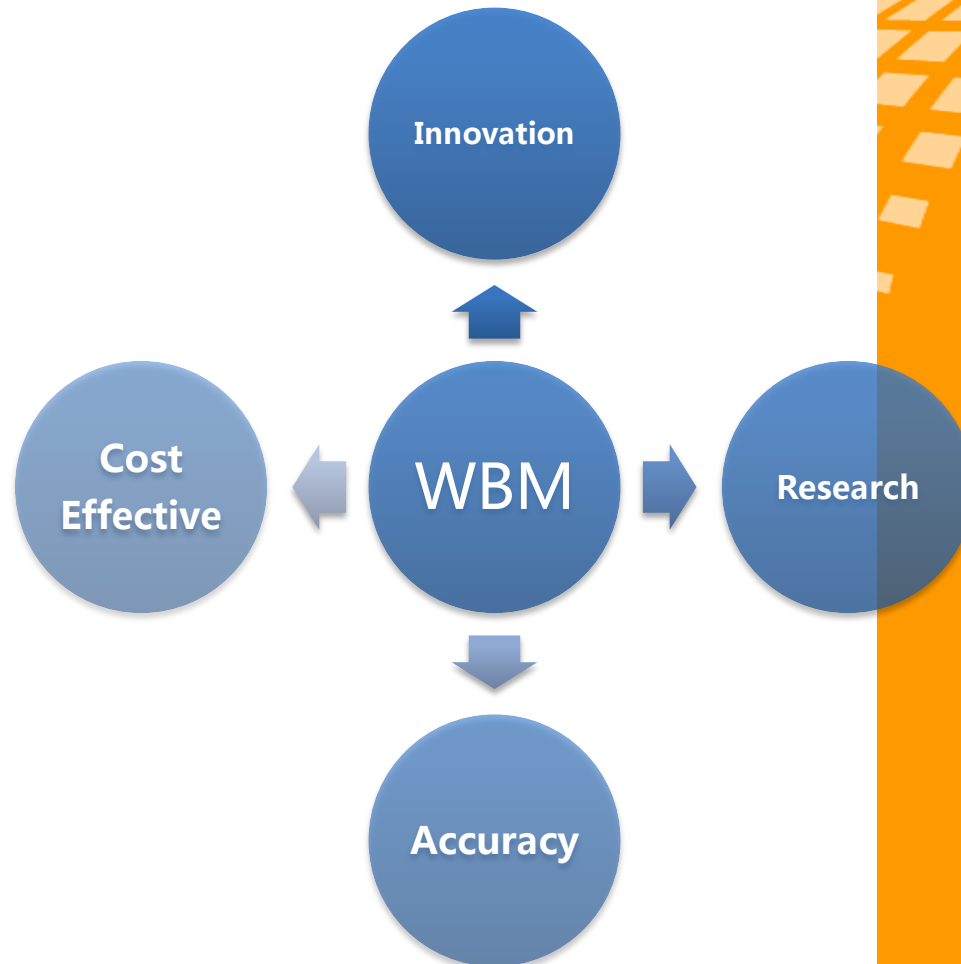 Innovation
Cost
Effective
WBM
Research
Accuracy